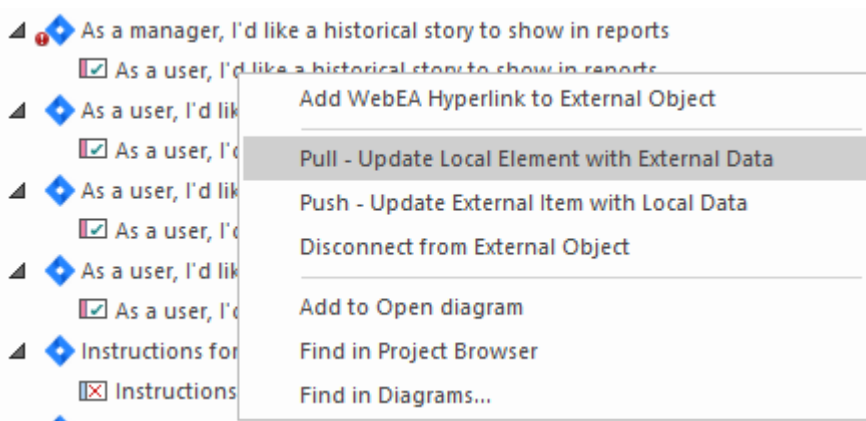 As a manager, I'd like a historical story to show in reports
As a user, I'd like a historical story to show in reports
Add WebEA Hyperlink to External Object
As a user, I'd lik
As a user, I'd
Pull - Update Local Element with External Data
As a user, I'd lik
Push - Update External Item with Local Data
As a user, I'd
Disconnect from External Object
As a user, I'd lik
As a user, I'd
Add to Open diagram
Instructions for
Find in Project Browser
Instructions
Find in Diagrams...